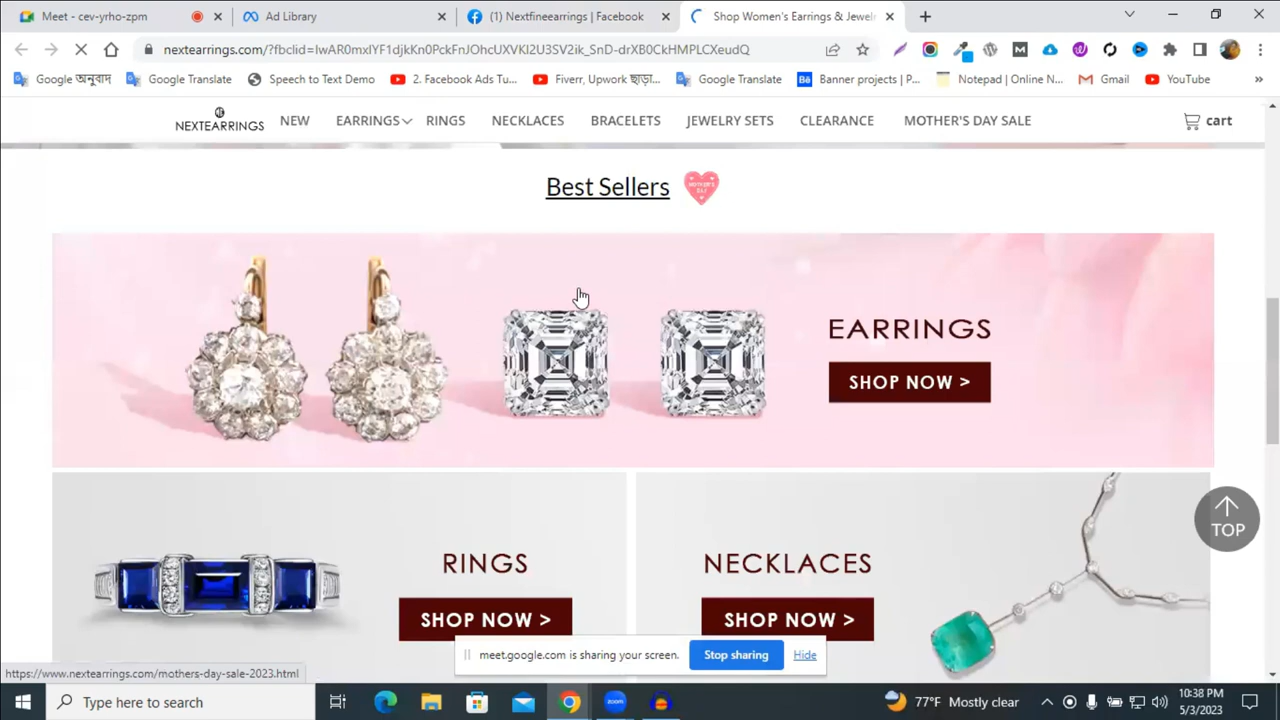 Meet - cev-yrho-zpm
Ad Library
(1) Nextfineearrings | Facebook
Shop Women's Earrings & Jewel
nextearrings.com/?fbclid=IwAR0mxIYF1djkKn0PckFnJOhcUXVKl2U3SV2ik_SnD-drXB0CkHMPLCXeudQ
Google অনুবাদ
Google Translate
Speech to Text Demo
2. Facebook Ads Tu...
Fiverr, Upwork ছাড়া...
Google Translate
Banner projects | P...
Notepad | Online N...
Gmail
YouTube
NEXTEARRINGS
NEW
EARRINGS
RINGS
NECKLACES
BRACELETS
JEWELRY SETS
CLEARANCE
MOTHER'S DAY SALE
cart
Best Sellers
EARRINGS
SHOP NOW >
RINGS
SHOP NOW >
NECKLACES
SHOP NOW >
TOP
meet.google.com is sharing your screen.
Stop sharing
Hide
https://www.nextearrings.com/mothers-day-sale-2023.html
Type here to search
zoom
77°F Mostly clear
10:38 PM
5/3/2023